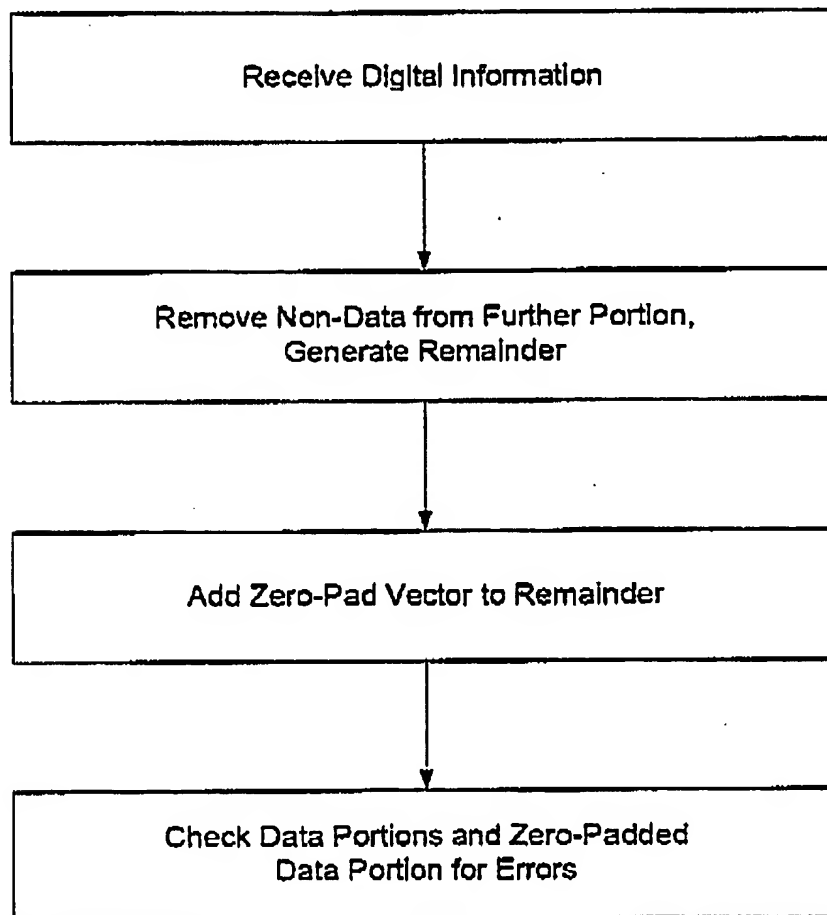 Receive Digital Information
Remove Non-Data from Further Portion,
Generate Remainder
Add Zero-Pad Vector to Remainder
Check Data Portions and Zero-Padded
Data Portion for Errors